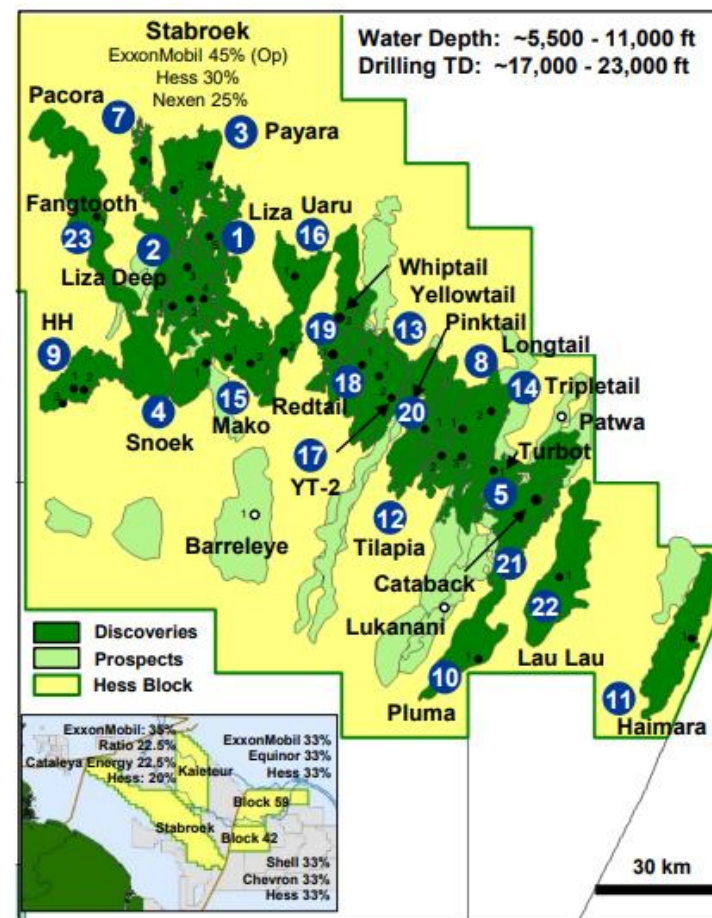 Stabroek
ExxonMobil 45% (Op)
Hess 30%
Nexen 25%
Water Depth: ~5,500 - 11,000 ft
Drilling TD: ~17,000 - 23,000 ft
Pacora
7
3
Payara
Fangtooth
23
2
1
Liza
Uaru
16
Liza Deep
Whiptail
Yellowtail
19
13
Pinktail
HH
9
8
Longtail
4
Snoek
15
Mako
18
Redtail
20
14
Tripletail
Patwa
17
YT-2
Turbot
5
12
Tilapia
Barreleye
Cataback
21
Lukanani
22
Lau Lau
10
Pluma
11
Haimara
Discoveries
Prospects
Hess Block
ExxonMobil: 35%
Ratio 22.5%
Cataleya Energy 22.5%
Hess: 20%
Kaieteur
ExxonMobil 33%
Equinor 33%
Hess 33%
Block 59
Stabroek
Block 42
Shell 33%
Chevron 33%
Hess 33%
30 km